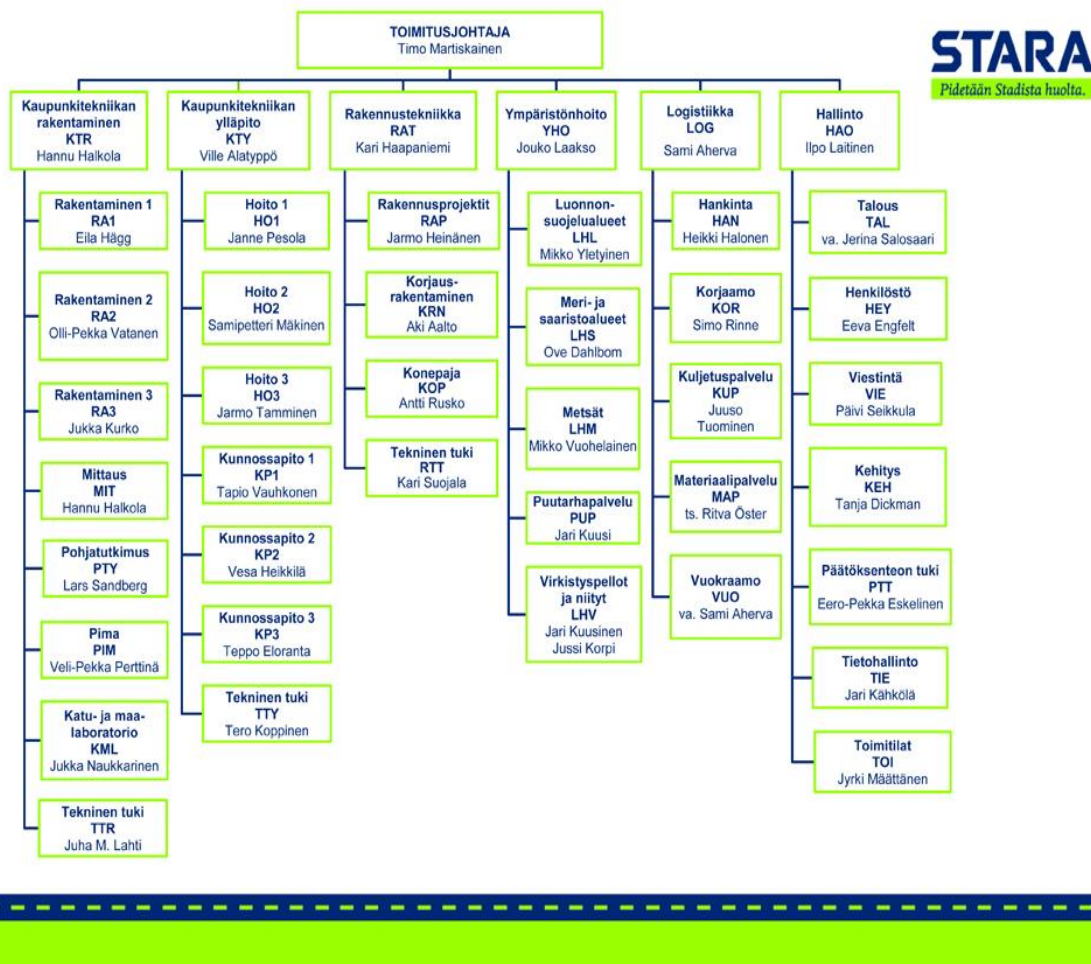 TOIMITUSJOHTAJA
Timo Martiskainen
STARA
Pidetään Stadista huolta.
Kaupunkitekniikan
rakentaminen
KTR
Hannu Halkola
Rakentaminen 1
RA1
Eila Hägg
Rakentaminen 2
RA2
Olli-Pekka Vatanen
Rakentaminen 3
RA3
Jukka Kurko
Mittaus
MIT
Hannu Halkola
Pohjatutkimus
PTY
Lars Sandberg
Pima
PIM
Veli-Pekka Perttinä
Katu- ja maa-
laboratorio
KML
Jukka Naukkarinen
Tekninen tuki
TTR
Juha M. Lahti
Kaupunkitekniikan
ylläpito
KTY
Ville Alatyppö
Hoito 1
HO1
Janne Pesola
Hoito 2
HO2
Samipetteri Mäkinen
Hoito 3
HO3
Jarmo Tamminen
Kunnossapito 1
KP1
Tapio Vauhkonen
Kunnossapito 2
KP2
Vesa Heikkilä
Kunnossapito 3
KP3
Teppo Eloranta
Tekninen tuki
TTY
Tero Koppinen
Rakennustekniikka
RAT
Kari Haapaniemi
Rakennusprojektit
RAP
Jarmo Heinänen
Korjaus-
rakentaminen
KRN
Aki Aalto
Konepaja
KOP
Antti Rusko
Tekninen tuki
RTT
Kari Suojala
Ympäristönhoito
YHO
Jouko Laakso
Luonnon-
suojelualueet
LHL
Mikko Yletyinen
Meri- ja
saaristoalueet
LHS
Ove Dahlbom
Metsät
LHM
Mikko Vuohelainen
Puutarhapalvelu
PUP
Jari Kuusi
Virkistyspellot
ja niityt
LHV
Jari Kuusinen
Jussi Korpi
Logistiikka
LOG
Sami Aherva
Hankinta
HAN
Heikki Halonen
Korjaamo
KOR
Simo Rinne
Kuljetuspalvelu
KUP
Juuso
Tuominen
Materiaalipalvelu
MAP
ts. Ritva Öster
Vuokraamo
VUO
va. Sami Aherva
Hallinto
HAO
Ilpo Laitinen
Talous
TAL
va. Jerina Salosaari
Henkilöstö
HEY
Eeva Engfelt
Viestintä
VIE
Päivi Seikkula
Kehitys
KEH
Tanja Dickman
Päätöksenteon tuki
PTT
Eero-Pekka Eskelinen
Tietohallinto
TIE
Jari Kähkölä
Toimitilat
TOI
Jyrki Määttänen